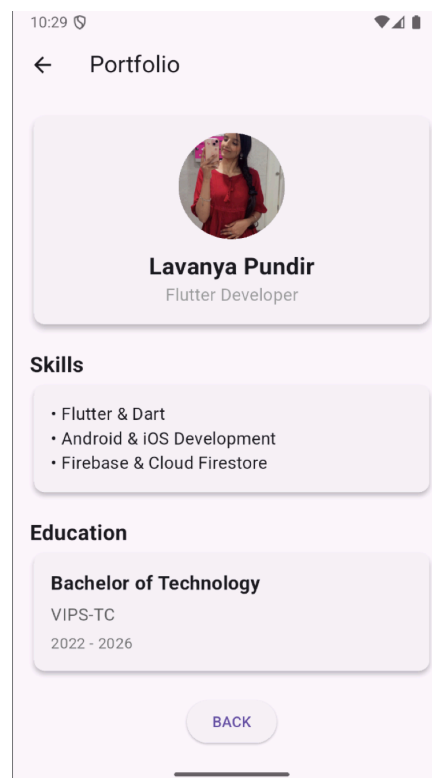 10:29
Portfolio
Lavanya Pundir
Flutter Developer
Skills
• Flutter & Dart
• Android & iOS Development
• Firebase & Cloud Firestore
Education
Bachelor of Technology
VIPS-TC
2022 - 2026
BACK